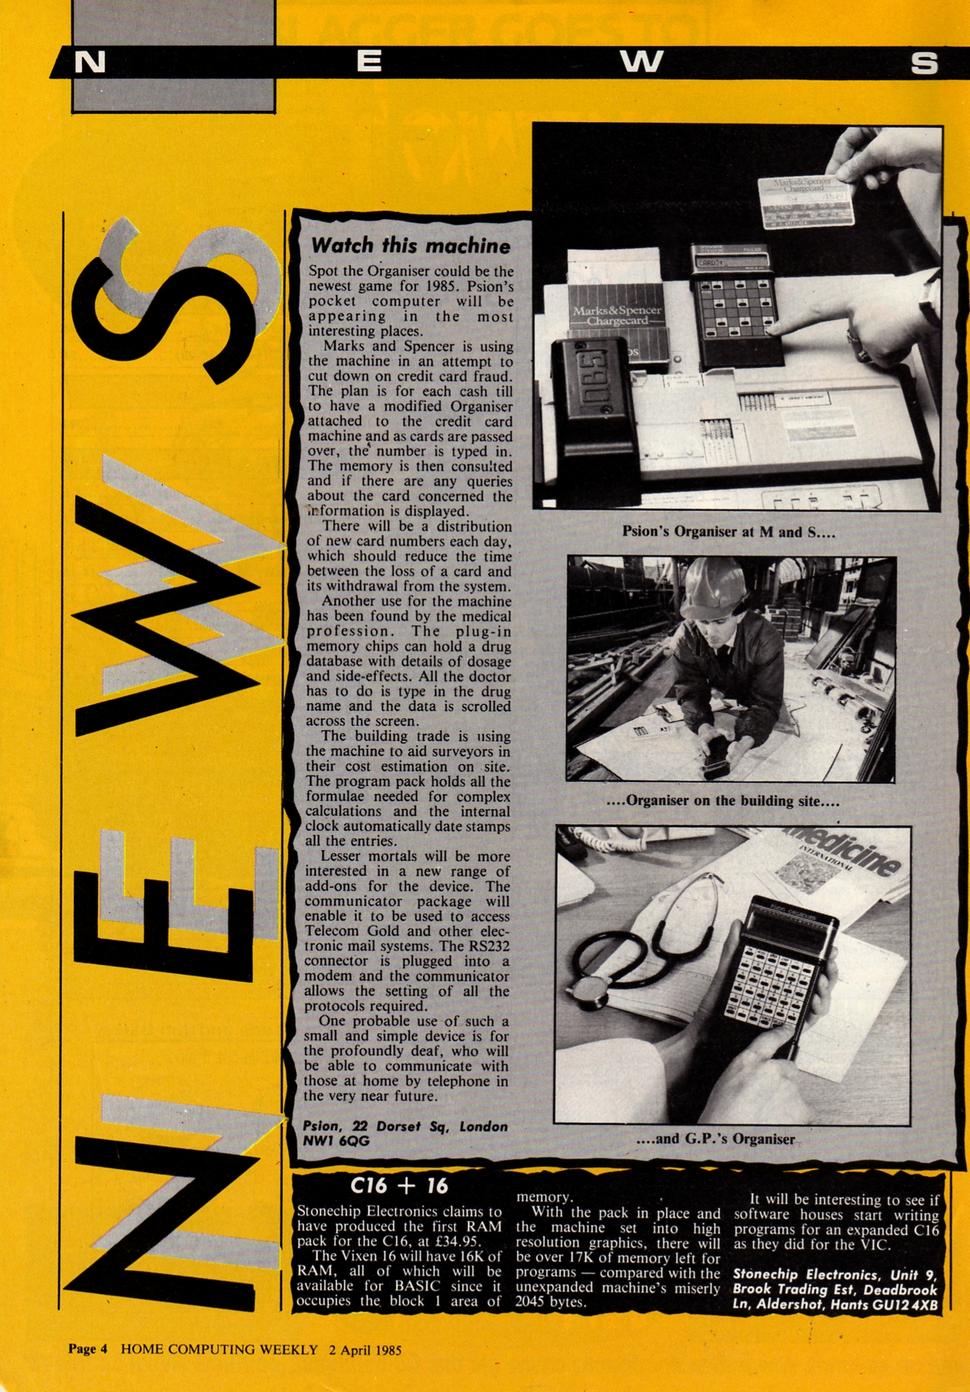 N E W S
NEWS
Watch this machine
Spot the Organiser could be the
newest game for 1985. Psion's
pocket computer will be
appearing in the most
interesting places.
Marks and Spencer is using
the machine in an attempt to
cut down on credit card fraud.
The plan is for each cash till
to have a modified Organiser
attached to the credit card
machine and as cards are passed
over, the number is typed in.
The memory is then consulted
and if there are any queries
about the card concerned the
information is displayed.
There will be a distribution
of new card numbers each day,
which should reduce the time
between the loss of a card and
its withdrawal from the system.
Another use for the machine
has been found by the medical
profession. The plug-in
memory chips can hold a drug
database with details of dosage
and side-effects. All the doctor
has to do is type in the drug
name and the data is scrolled
across the screen.
The building trade is using
the machine to aid surveyors in
their cost estimation on site.
The program pack holds all the
formulae needed for complex
calculations and the internal
clock automatically date stamps
all the entries.
Lesser mortals will be more
interested in a new range of
add-ons for the device. The
communicator package will
enable it to be used to access
Telecom Gold and other elec-
tronic mail systems. The RS232
connector is plugged into a
modem and the communicator
allows the setting of all the
protocols required.
One probable use of such a
small and simple device is for
the profoundly deaf, who will
be able to communicate with
those at home by telephone in
the very near future.
Psion, 22 Dorset Sq, London
NW1 6QG
Marks & Spencer
Chargecard
Marks & Spencer
Chargecard
DBS
Psion's Organiser at M and S....
....Organiser on the building site....
medicine
INTERNATIONAL
....and G.P.'s Organiser
C16 + 16
Stonechip Electronics claims to
have produced the first RAM
pack for the C16, at £34.95.
The Vixen 16 will have 16K of
RAM, all of which will be
available for BASIC since it
occupies the block 1 area of
memory.
With the pack in place and
the machine set into high
resolution graphics, there will
be over 17K of memory left for
programs — compared with the
unexpanded machine's miserly
2045 bytes.
It will be interesting to see if
software houses start writing
programs for an expanded C16
as they did for the VIC.
Stonechip Electronics, Unit 9,
Brook Trading Est, Deadbrook
Ln, Aldershot, Hants GU12 4XB
Page 4 HOME COMPUTING WEEKLY 2 April 1985